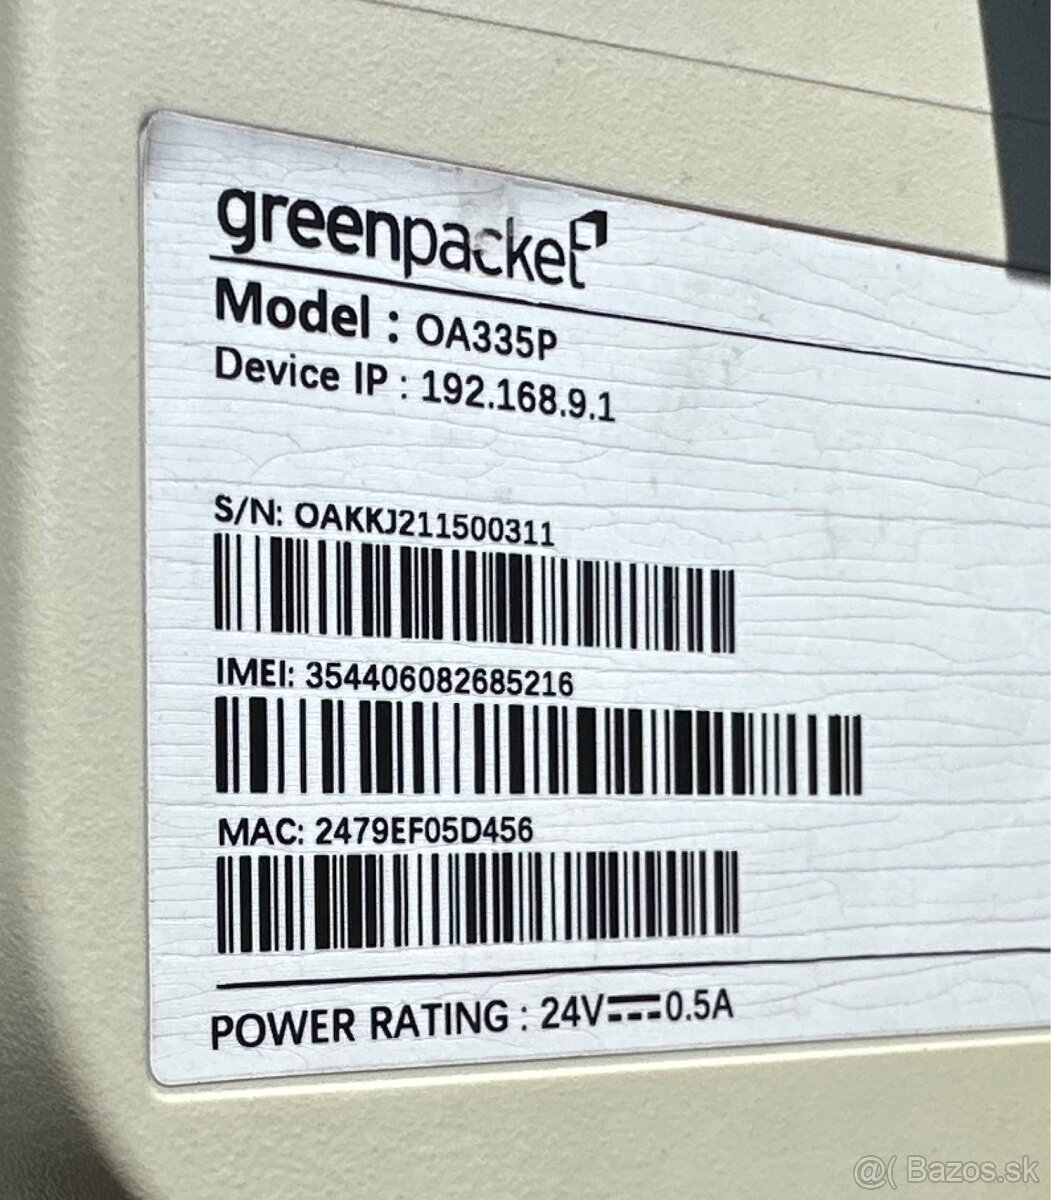 greenpacket
Model : OA335P
Device IP : 192.168.9.1
S/N: OAKKJ211500311
IMEI: 354406082685216
MAC: 2479EF05D456
POWER RATING : 24V⎓0.5A
@( Bazos.sk